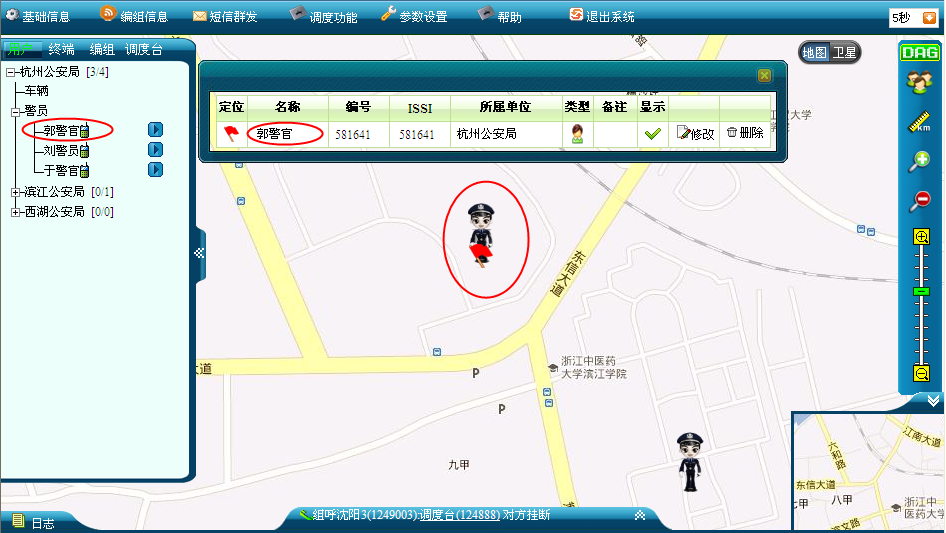 基础信息 编组信息 短信群发 调度功能 参数设置 帮助 退出系统 5秒
用户 终端 编组 调度台
杭州公安局 [3/4]
车辆
警员
郭警官
刘警员
于警官
滨江公安局 [0/1]
西湖公安局 [0/0]
定位 名称 编号 ISSI 所属单位 类型 备注 显示
郭警官 581641 581641 杭州公安局 修改 删除
地图 卫星
DAG
km
东信大道
大道
浙江中医药
大学滨江学院
P
P
九甲
六和路
江南大道
东信大道
七甲 八甲
浙江中
医药大学
滨文路
日志
组呼沈阳3(1249003):调度台(124888) 对方挂断